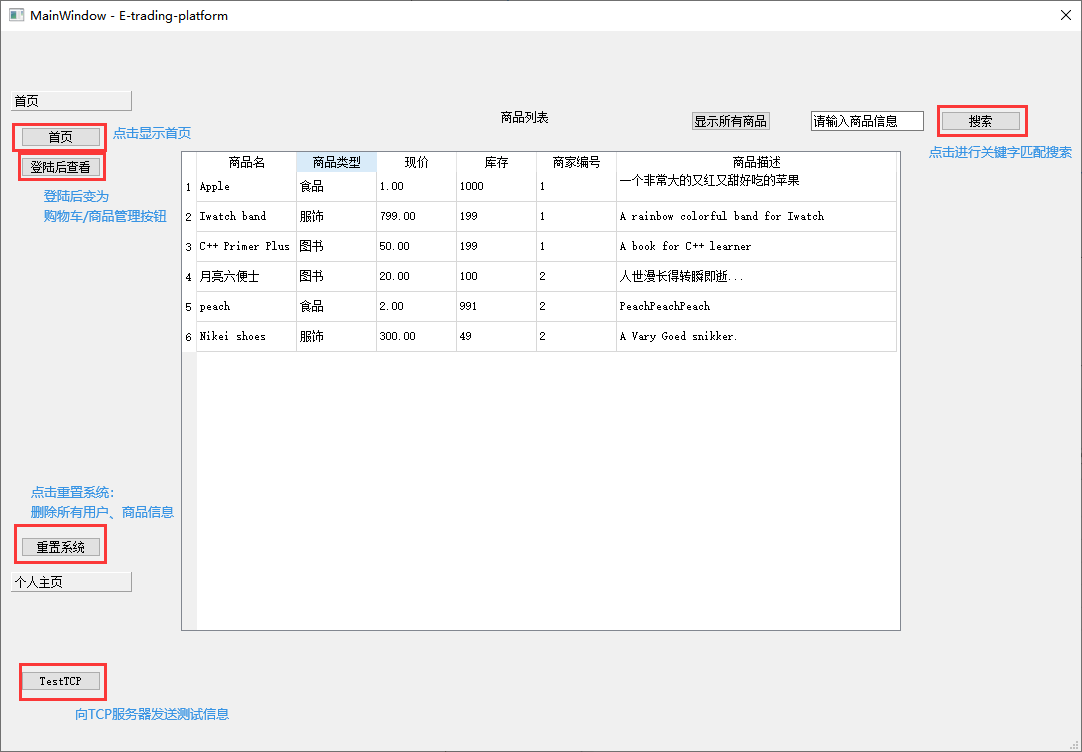 MainWindow - E-trading-platform
首页
首页
点击显示首页
登陆后查看
登陆后变为
购物车/商品管理按钮
商品列表
显示所有商品
请输入商品信息
搜索
点击进行关键字匹配搜索
商品名 商品类型 现价 库存 商家编号 商品描述
1 Apple 食品 1.00 1000 1 一个非常大的又红又甜好吃的苹果
2 Iwatch band 服饰 799.00 199 1 A rainbow colorful band for Iwatch
3 C++ Primer Plus 图书 50.00 199 1 A book for C++ learner
4 月亮六便士 图书 20.00 100 2 人世漫长得转瞬即逝...
5 peach 食品 2.00 991 2 PeachPeachPeach
6 Nikei shoes 服饰 300.00 49 2 A Vary Goed snikker.
点击重置系统：
删除所有用户、商品信息
重置系统
个人主页
TestTCP
向TCP服务器发送测试信息